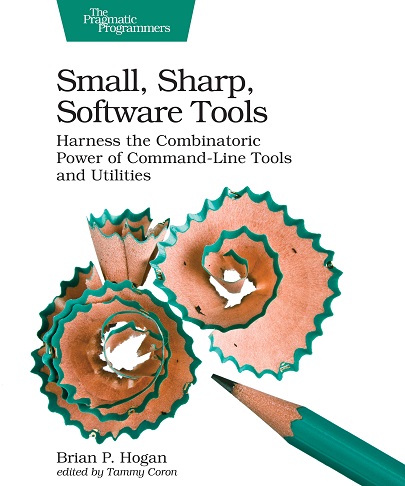 The
Pragmatic
Programmers
Small, Sharp,
Software Tools
Harness the Combinatoric
Power of Command-Line Tools
and Utilities
Brian P. Hogan
edited by Tammy Coron